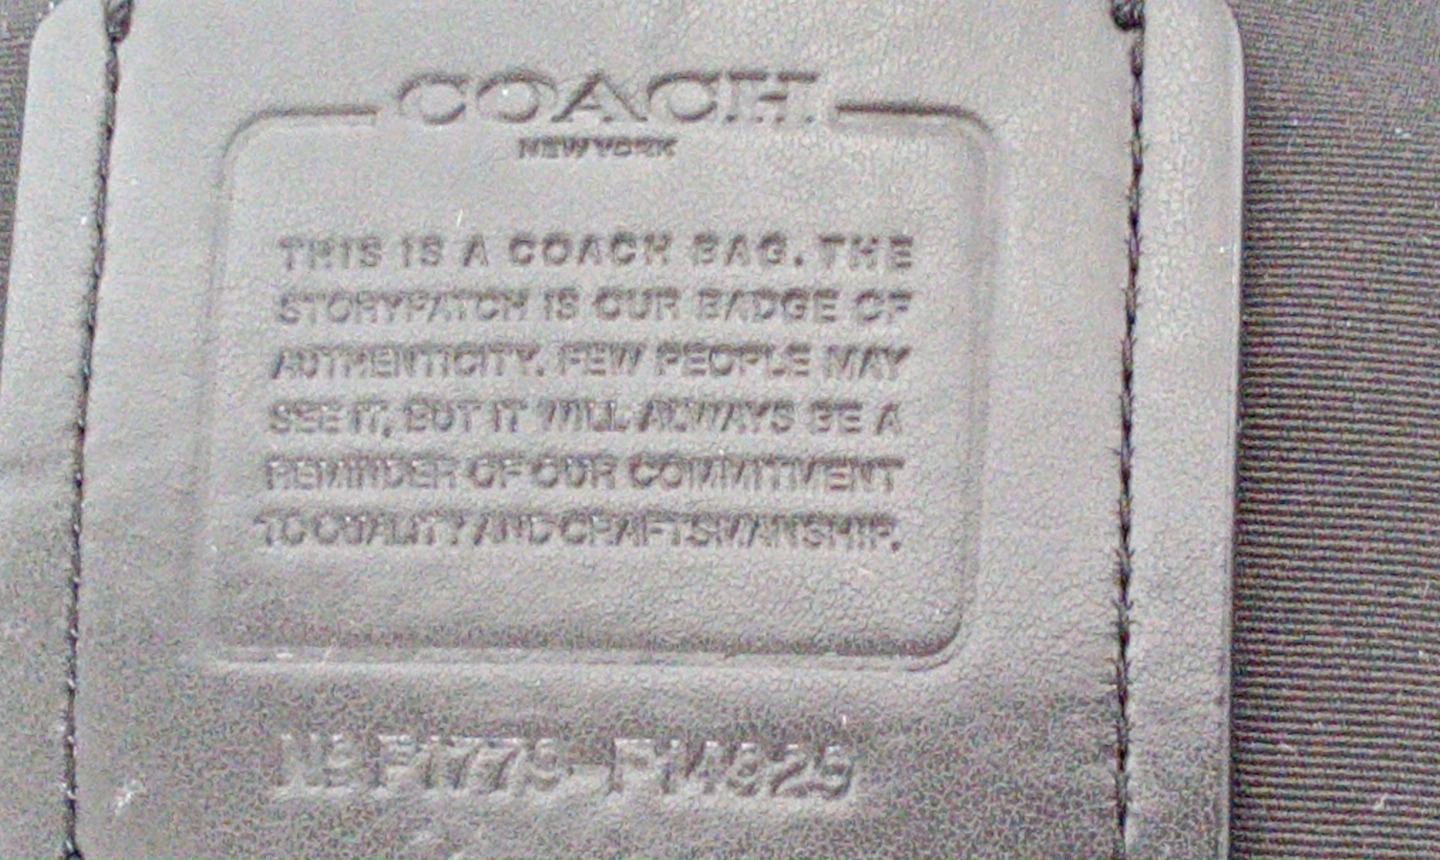 COACH
NEW YORK
THIS IS A COACH BAG. THE
STORYPATCH IS OUR BADGE OF
AUTHENTICITY. FEW PEOPLE MAY
SEE IT, BUT IT WILL ALWAYS BE A
REMINDER OF OUR COMMITMENT
TO QUALITY AND CRAFTSMANSHIP.
Nº